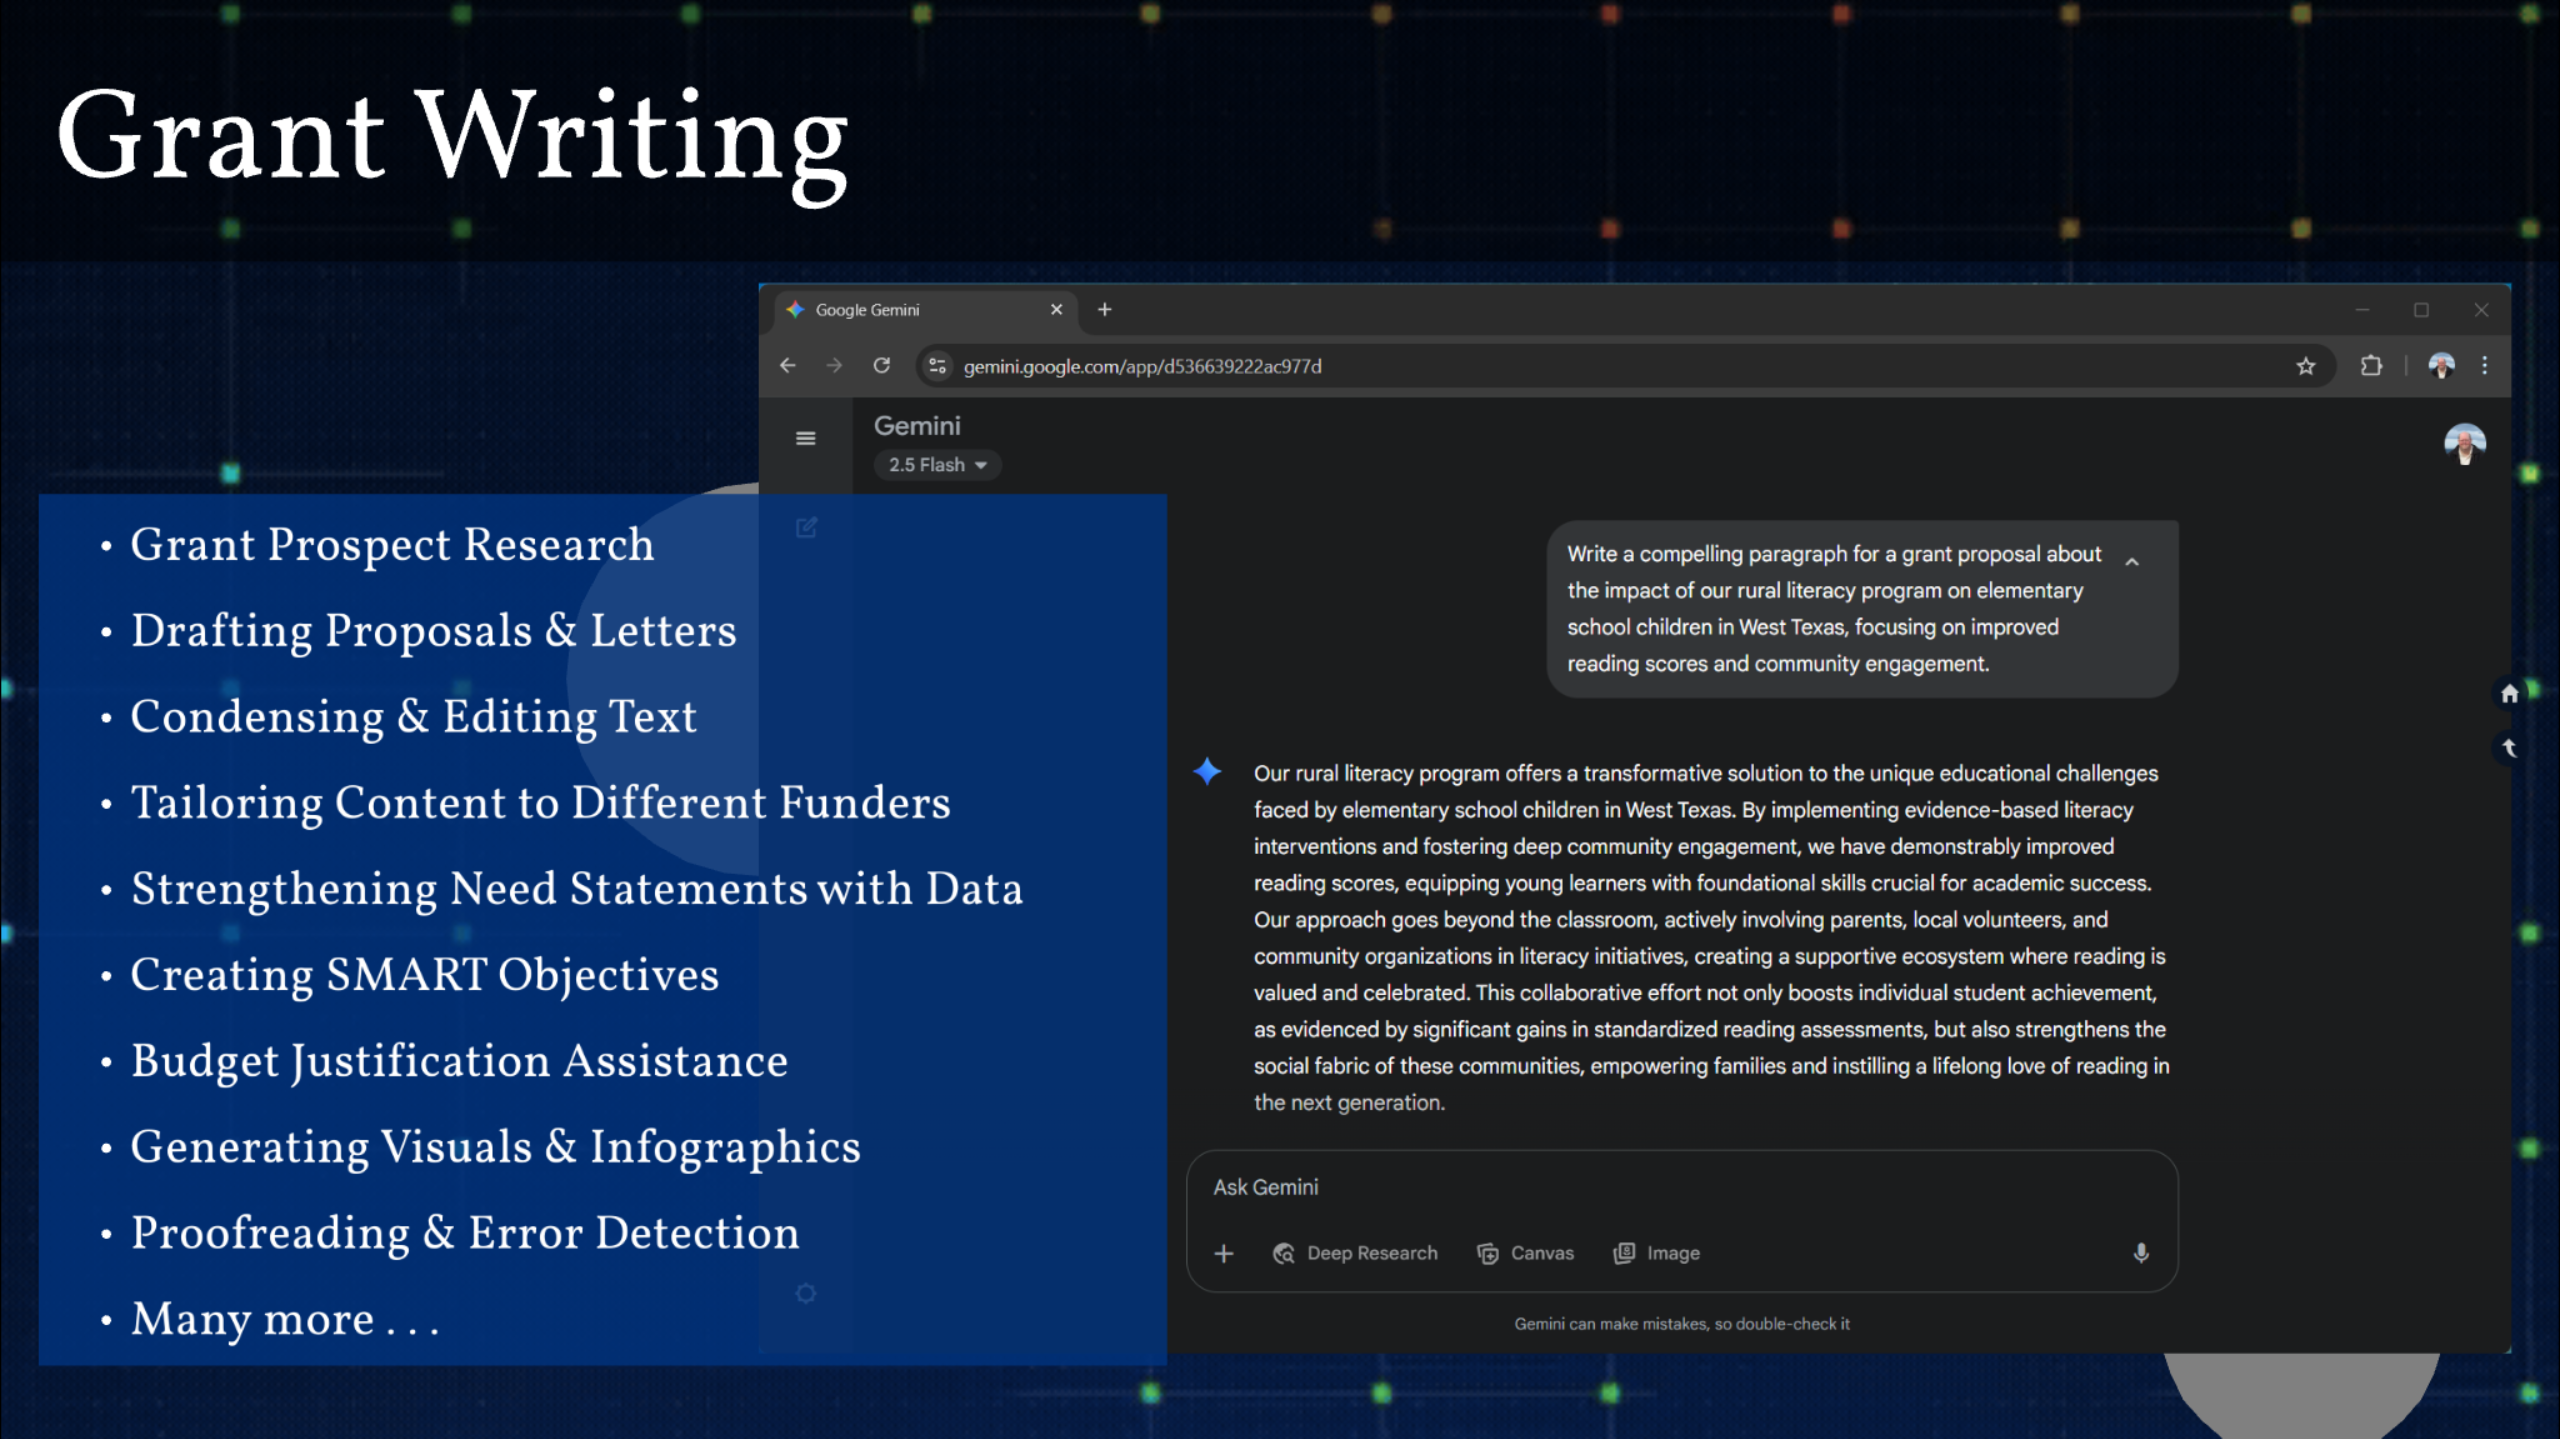 Grant Writing
• Grant Prospect Research
• Drafting Proposals & Letters
• Condensing & Editing Text
• Tailoring Content to Different Funders
• Strengthening Need Statements with Data
• Creating SMART Objectives
• Budget Justification Assistance
• Generating Visuals & Infographics
• Proofreading & Error Detection
• Many more . . .
Google Gemini
gemini.google.com/app/d536639222ac977d
Gemini
2.5 Flash
Write a compelling paragraph for a grant proposal about
the impact of our rural literacy program on elementary
school children in West Texas, focusing on improved
reading scores and community engagement.
Our rural literacy program offers a transformative solution to the unique educational challenges
faced by elementary school children in West Texas. By implementing evidence-based literacy
interventions and fostering deep community engagement, we have demonstrably improved
reading scores, equipping young learners with foundational skills crucial for academic success.
Our approach goes beyond the classroom, actively involving parents, local volunteers, and
community organizations in literacy initiatives, creating a supportive ecosystem where reading is
valued and celebrated. This collaborative effort not only boosts individual student achievement,
as evidenced by significant gains in standardized reading assessments, but also strengthens the
social fabric of these communities, empowering families and instilling a lifelong love of reading in
the next generation.
Ask Gemini
Deep Research
Canvas
Image
Gemini can make mistakes, so double-check it